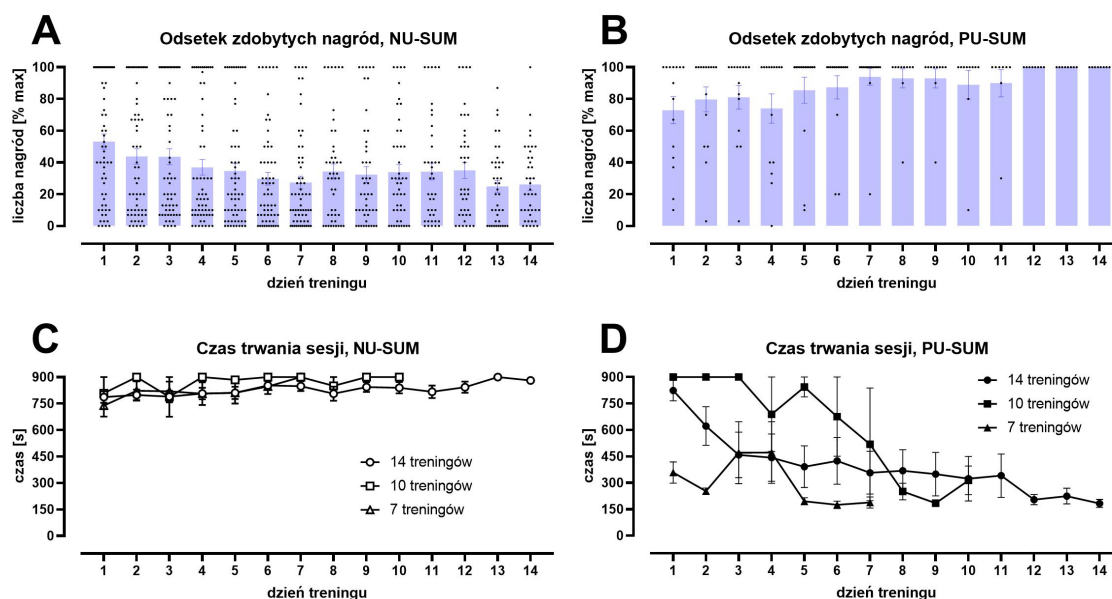 A
Odsetek zdobytych nagród, NU-SUM
liczba nagród [% max]
100
80
60
40
20
0
1 2 3 4 5 6 7 8 9 10 11 12 13 14
dzień treningu
B
Odsetek zdobytych nagród, PU-SUM
liczba nagród [% max]
100
80
60
40
20
0
1 2 3 4 5 6 7 8 9 10 11 12 13 14
dzień treningu
C
Czas trwania sesji, NU-SUM
czas [s]
900
750
600
450
300
150
0
14 treningów
10 treningów
7 treningów
1 2 3 4 5 6 7 8 9 10 11 12 13 14
dzień treningu
D
Czas trwania sesji, PU-SUM
czas [s]
900
750
600
450
300
150
0
14 treningów
10 treningów
7 treningów
1 2 3 4 5 6 7 8 9 10 11 12 13 14
dzień treningu